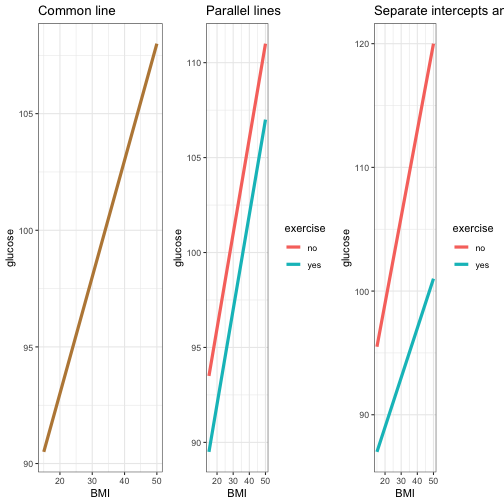 Common line
105
100
95
90
20
30
40
50
BMI
glucose
Parallel lines
110
105
100
95
90
20
30
40
50
BMI
glucose
exercise
no
yes
Separate intercepts ar
120
110
100
90
20
30
40
50
BMI
glucose
exercise
no
yes